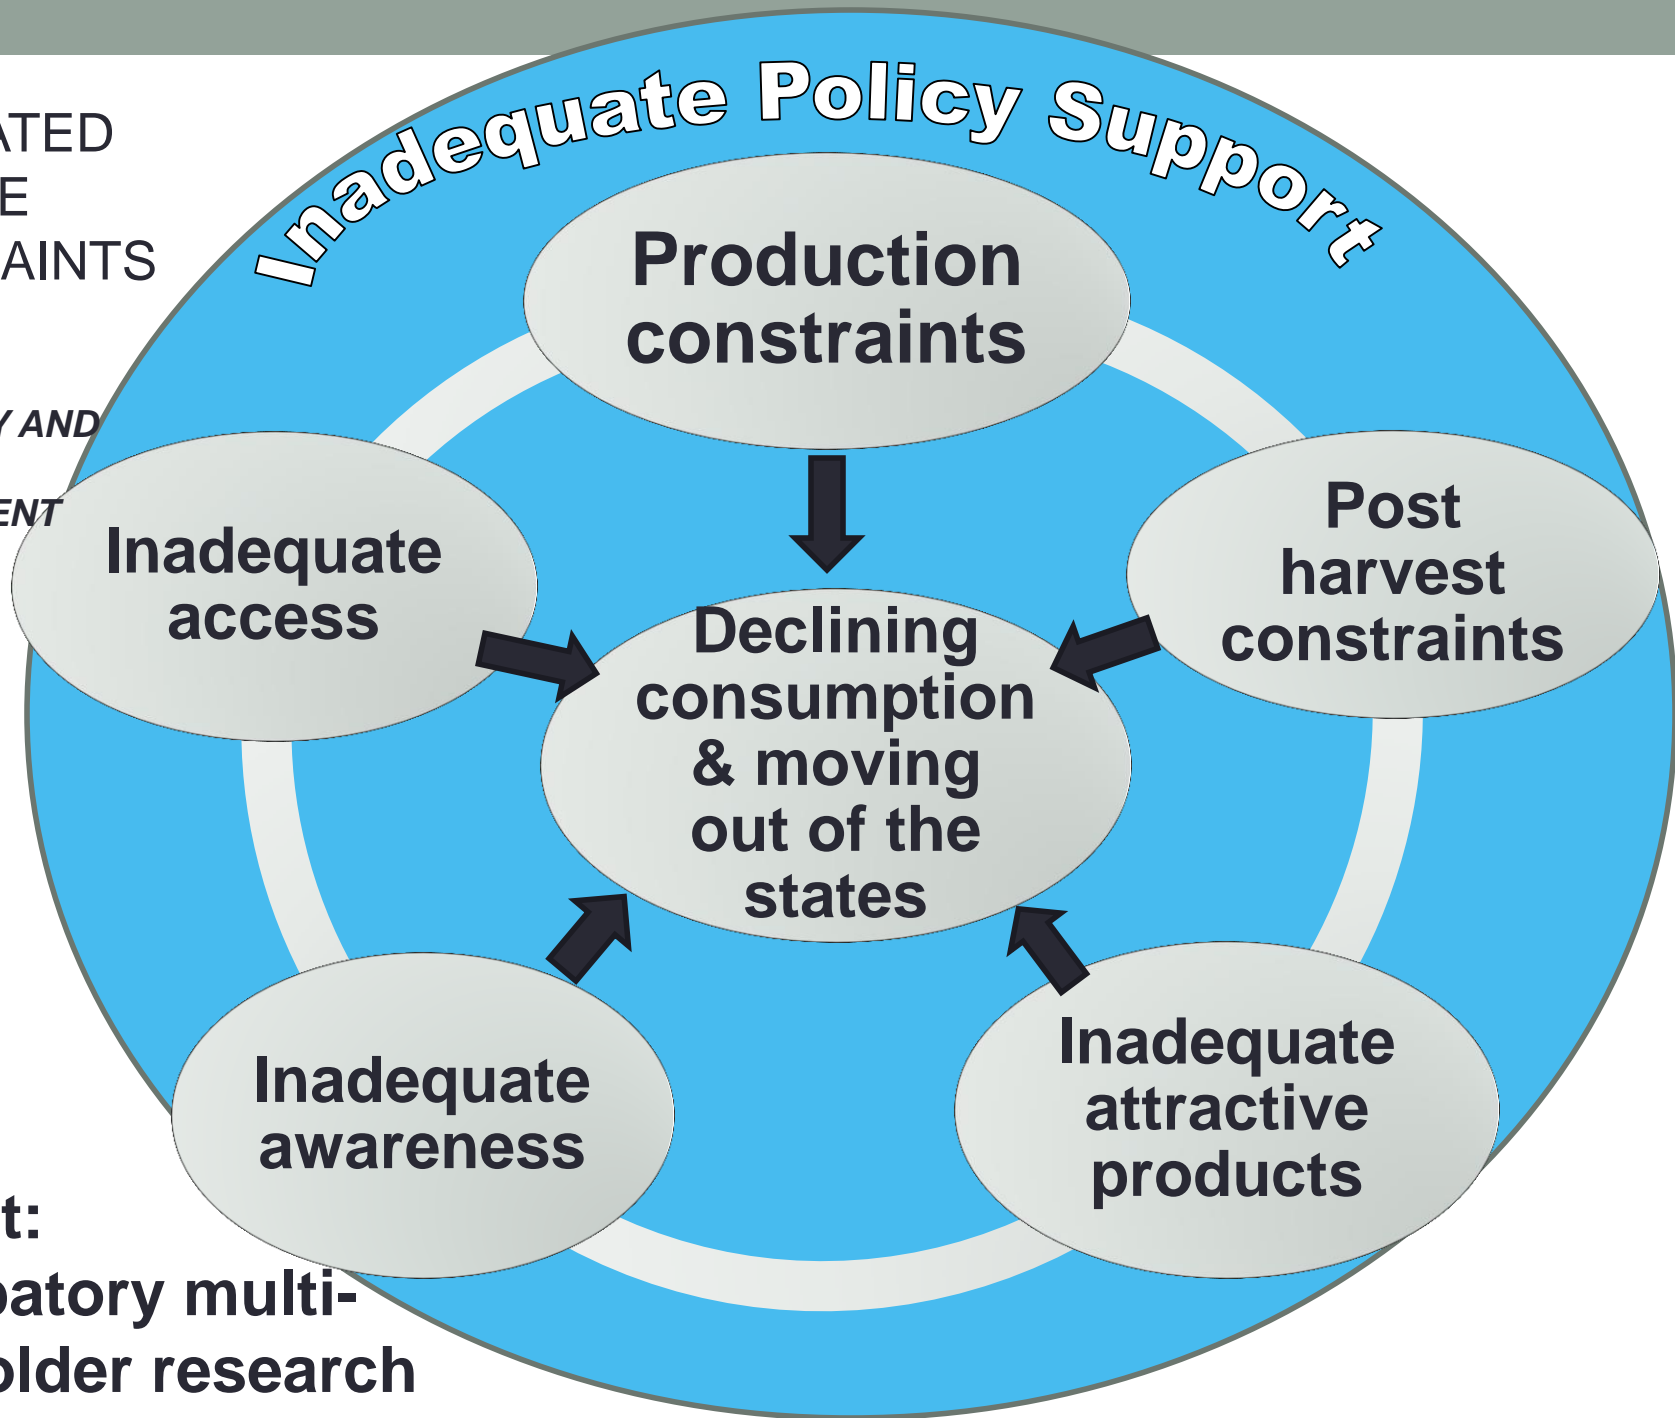 ATED
E
AINTS
Inadequate Policy Support
Production
constraints
Y AND
ENT
Inadequate
access
Post
harvest
constraints
Declining
consumption
& moving
out of the
states
Inadequate
awareness
Inadequate
attractive
products
t:
patory multi-
older research